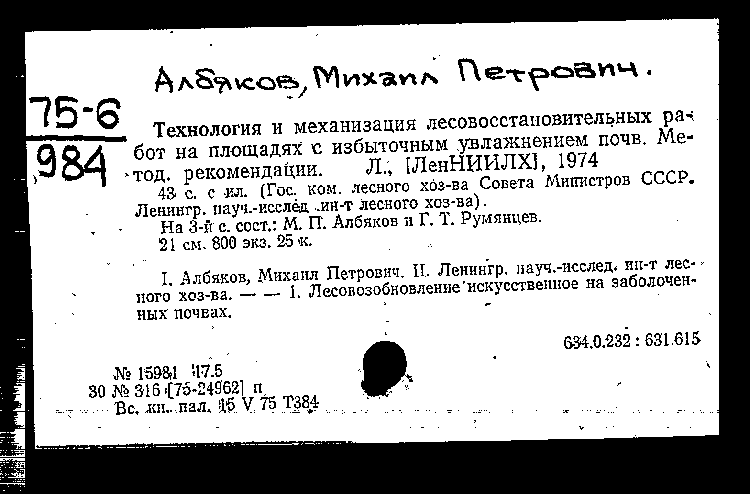 Албяков, Михаил Петрович.
75-6
984
Технология и механизация лесовосстановительных ра-
бот на площадях с избыточным увлажнением почв. Ме-
тод. рекомендации. Л., [ЛенНИИЛХ], 1974
43 с. с ил. (Гос. ком. лесного хоз-ва Совета Министров СССР.
Ленингр. науч.-исслед. ин-т лесного хоз-ва).
На 3-й с. сост.: М. П. Албяков и Г. Т. Румянцев.
21 см. 800 экз. 25 к.
I. Албяков, Михаил Петрович. II. Ленингр. науч.-исслед. ин-т лес-
ного хоз-ва. — — 1. Лесовозобновление искусственное на заболочен-
ных почвах.
634.0.232 : 631.615
№ 15981 17.5
30 № 316 [75-24962] п
Вс. кн. пал. 15 V 75 Т384